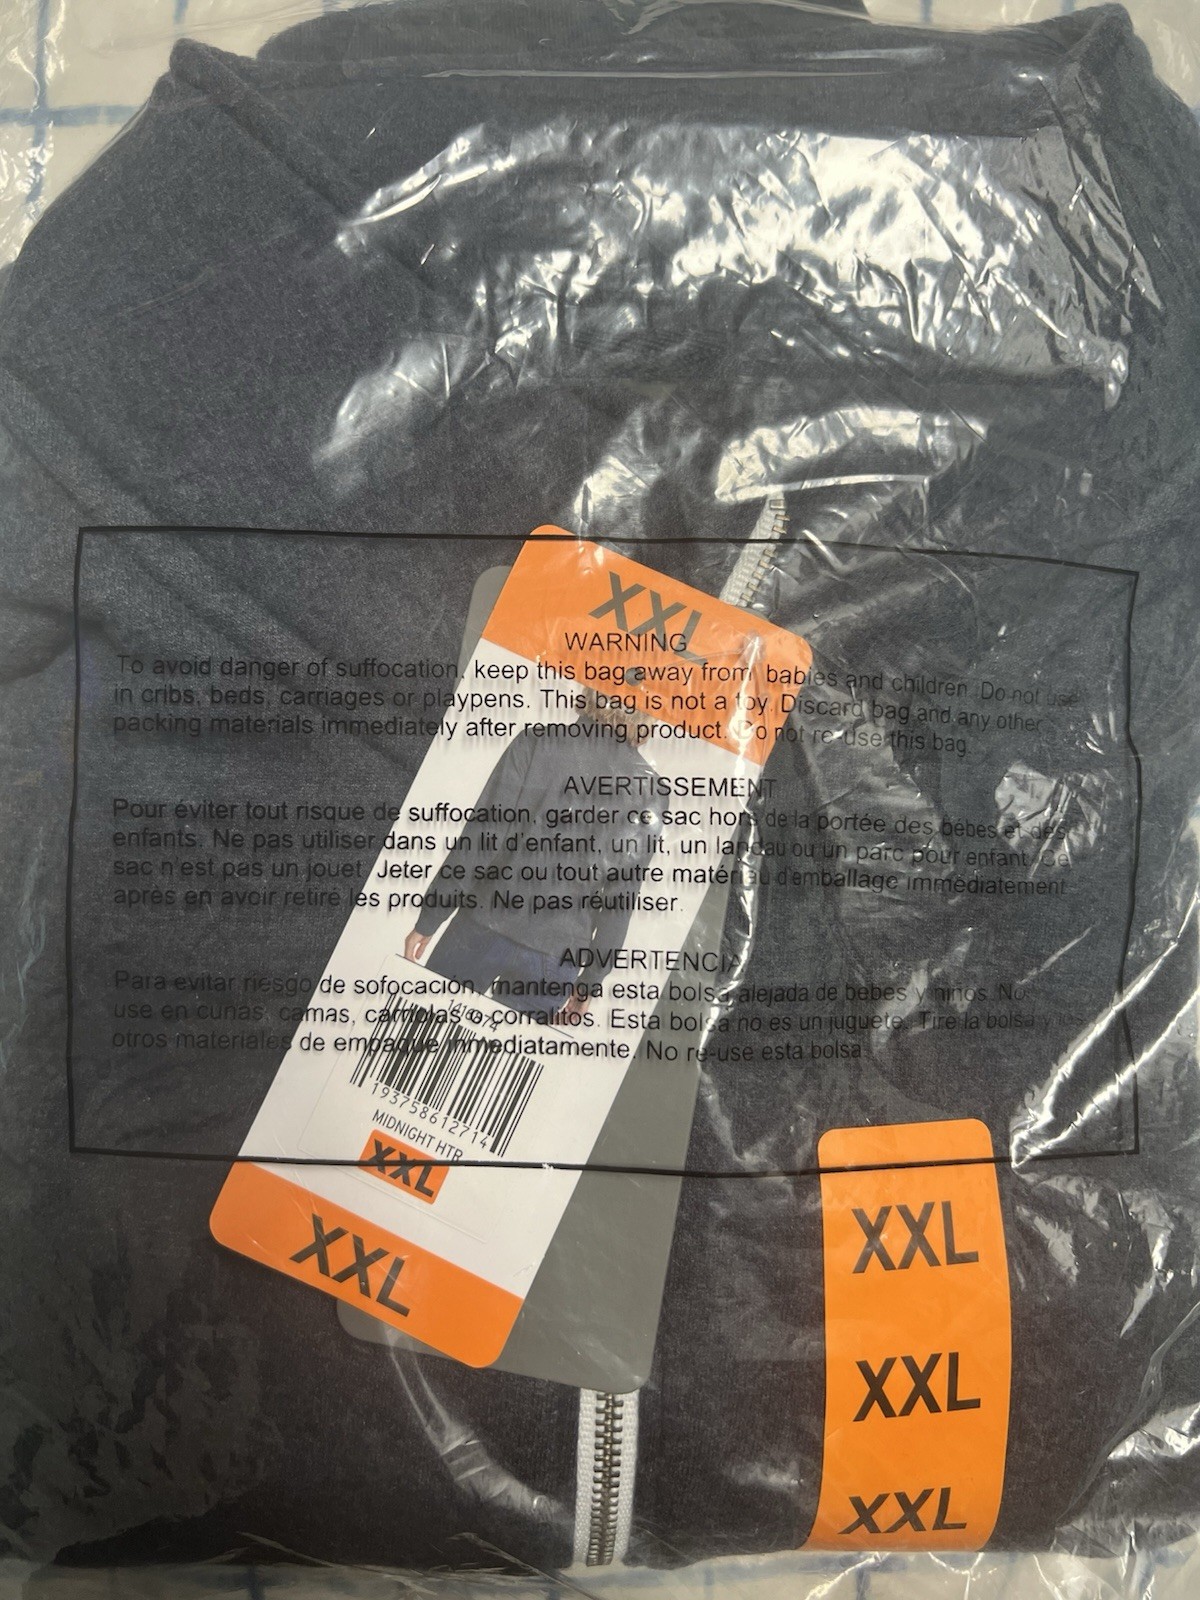 XXL
WARNING
To avoid danger of suffocation, keep this bag away from babies and children. Do not use
in cribs, beds, carriages or playpens. This bag is not a toy. Discard bag and any other
packing materials immediately after removing product. Do not re-use this bag.
AVERTISSEMENT
Pour éviter tout risque de suffocation, garder ce sac hors de la portée des bébes et des
enfants. Ne pas utiliser dans un lit d'enfant, un lit, un landau ou un parc pour enfant. Ce
sac n'est pas un jouet. Jeter ce sac ou tout autre matériau d'emballage immédiatement
après en avoir retiré les produits. Ne pas réutiliser.
ADVERTENCIA
Para evitar riesgo de sofocación, mantenga esta bolsa alejada de bebes y niños. No
use en cunas, camas, carriolas o corralitos. Esta bolsa no es un juguete. Tire la bolsa y los
otros materiales de empaque inmediatamente. No re-use esta bolsa.
193758612714
MIDNIGHT HTR
XXL
XXL
XXL
XXL
XXL